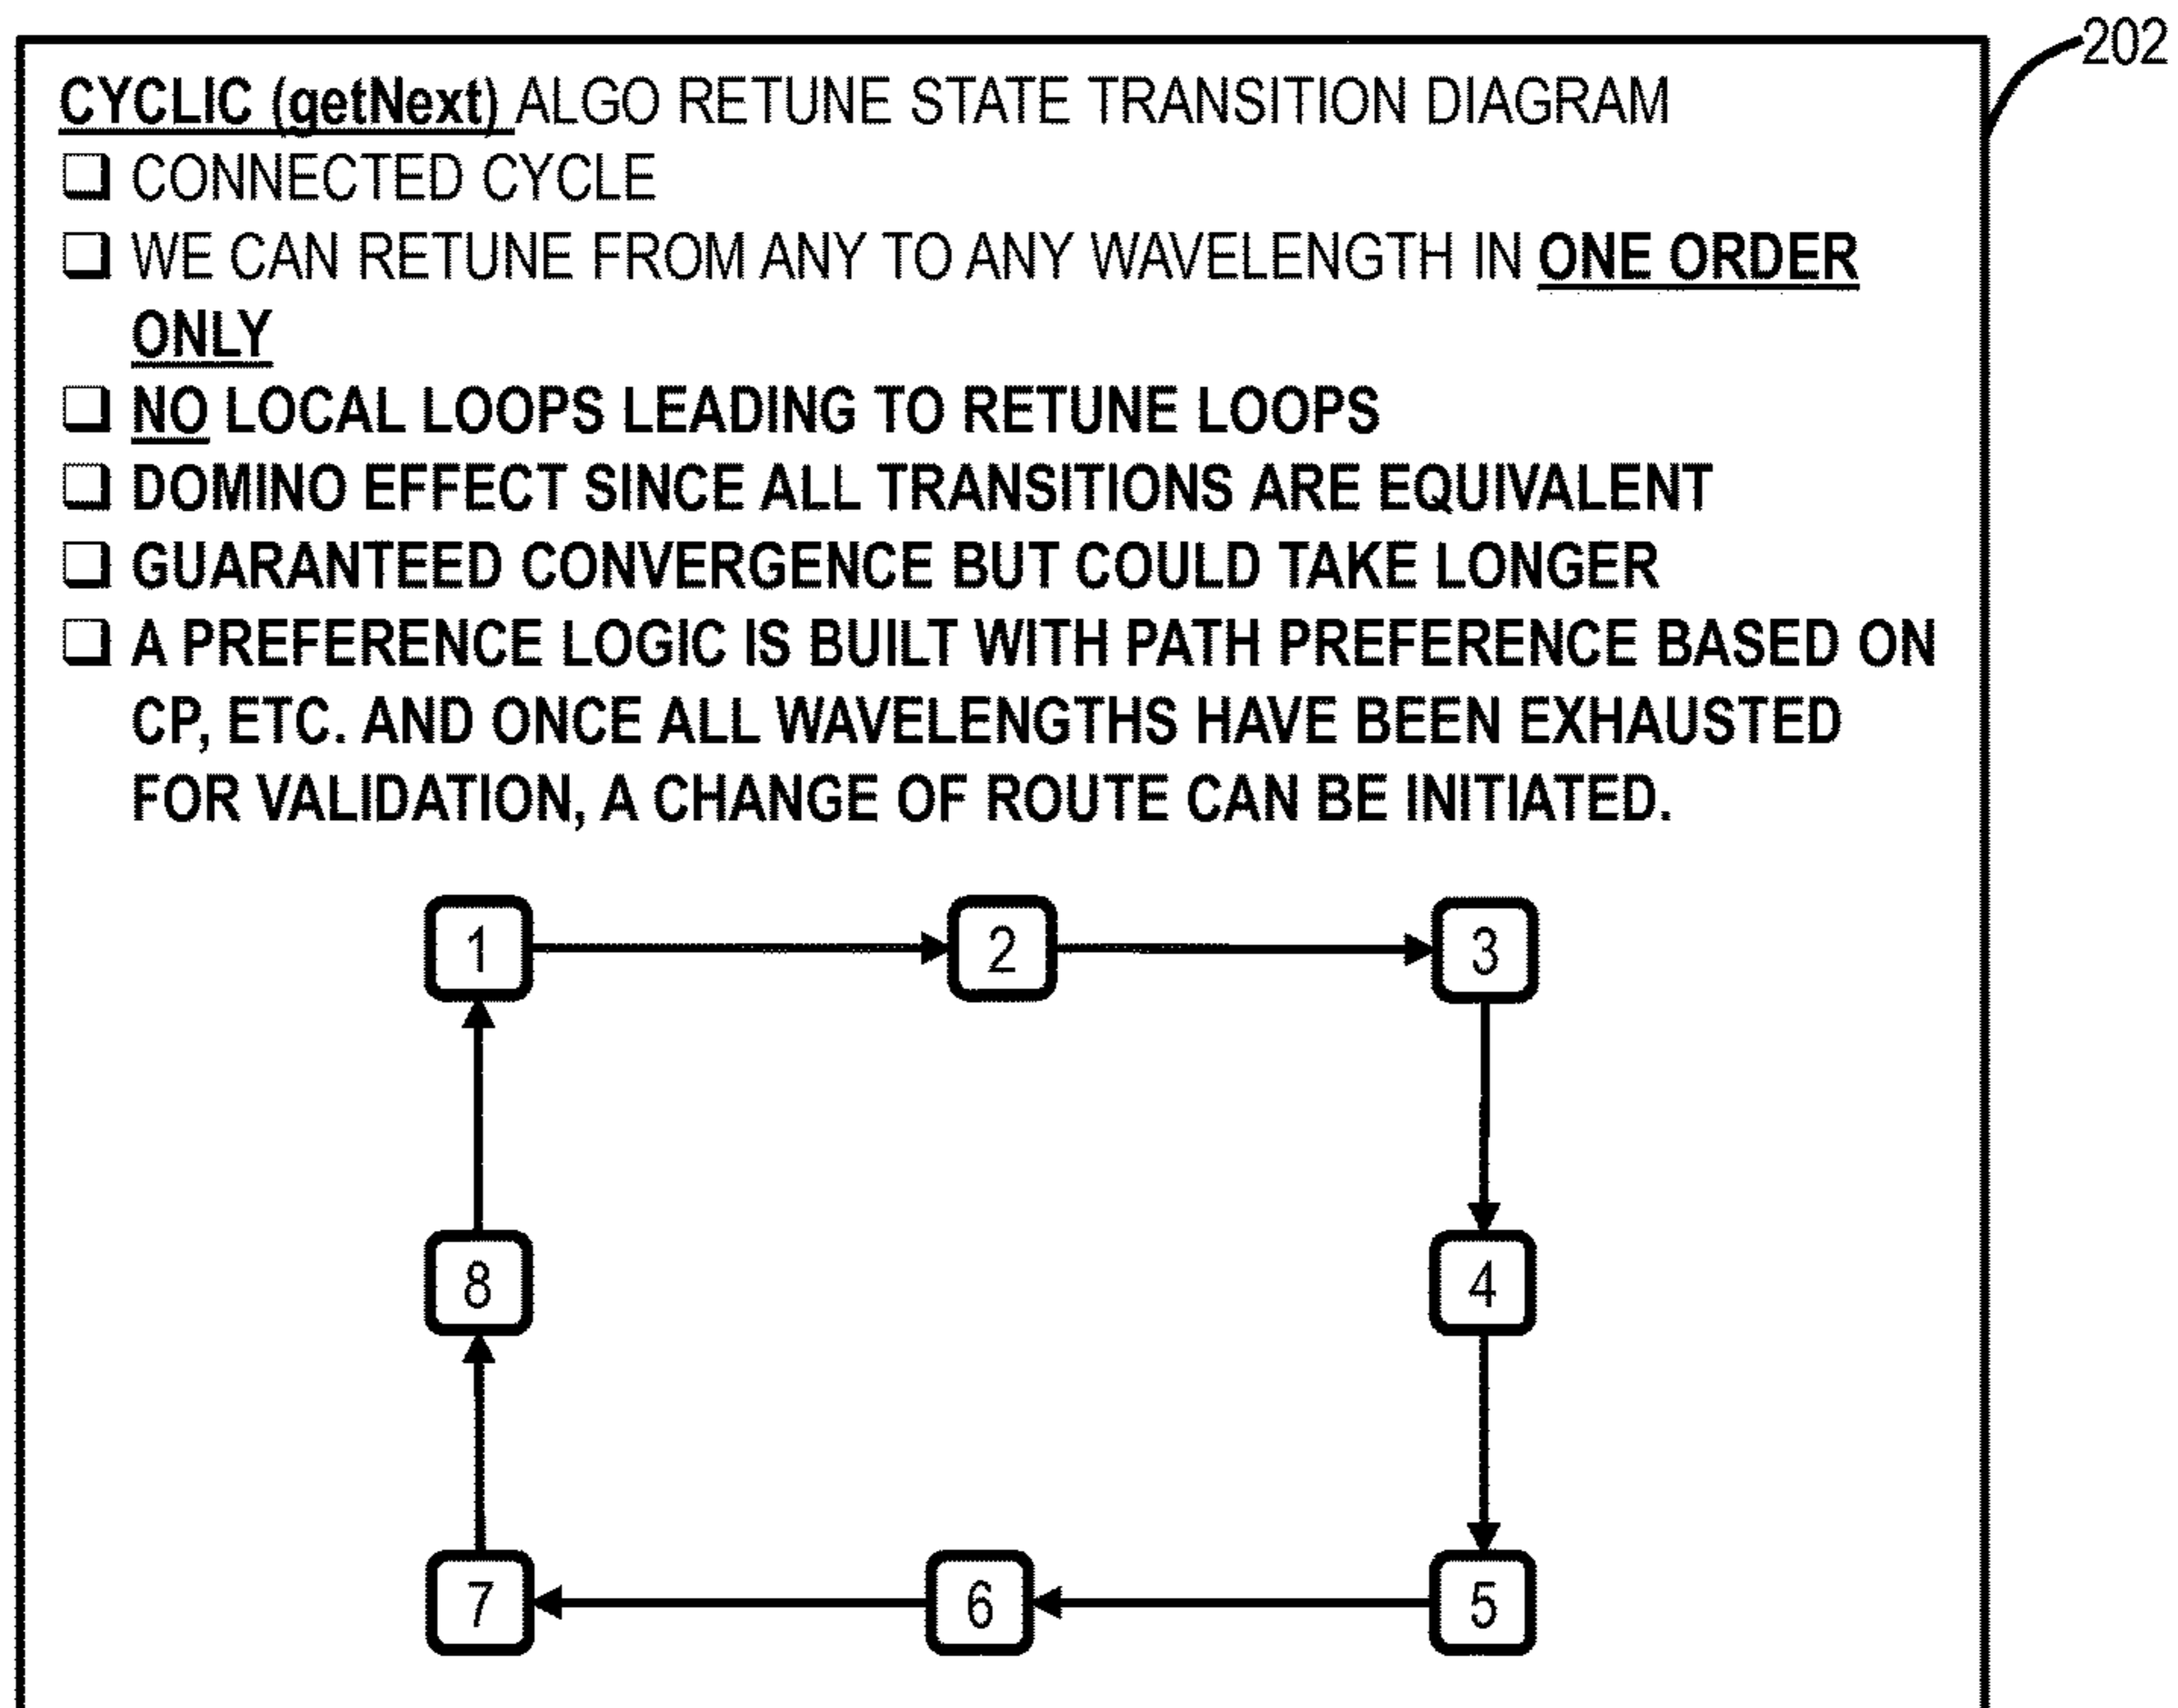 202
CYCLIC (getNext) ALGO RETUNE STATE TRANSITION DIAGRAM
❑ CONNECTED CYCLE
❑ WE CAN RETUNE FROM ANY TO ANY WAVELENGTH IN ONE ORDER
ONLY
❑ NO LOCAL LOOPS LEADING TO RETUNE LOOPS
❑ DOMINO EFFECT SINCE ALL TRANSITIONS ARE EQUIVALENT
❑ GUARANTEED CONVERGENCE BUT COULD TAKE LONGER
❑ A PREFERENCE LOGIC IS BUILT WITH PATH PREFERENCE BASED ON
CP, ETC. AND ONCE ALL WAVELENGTHS HAVE BEEN EXHAUSTED
FOR VALIDATION, A CHANGE OF ROUTE CAN BE INITIATED.
1 2 3
8 4
7 6 5